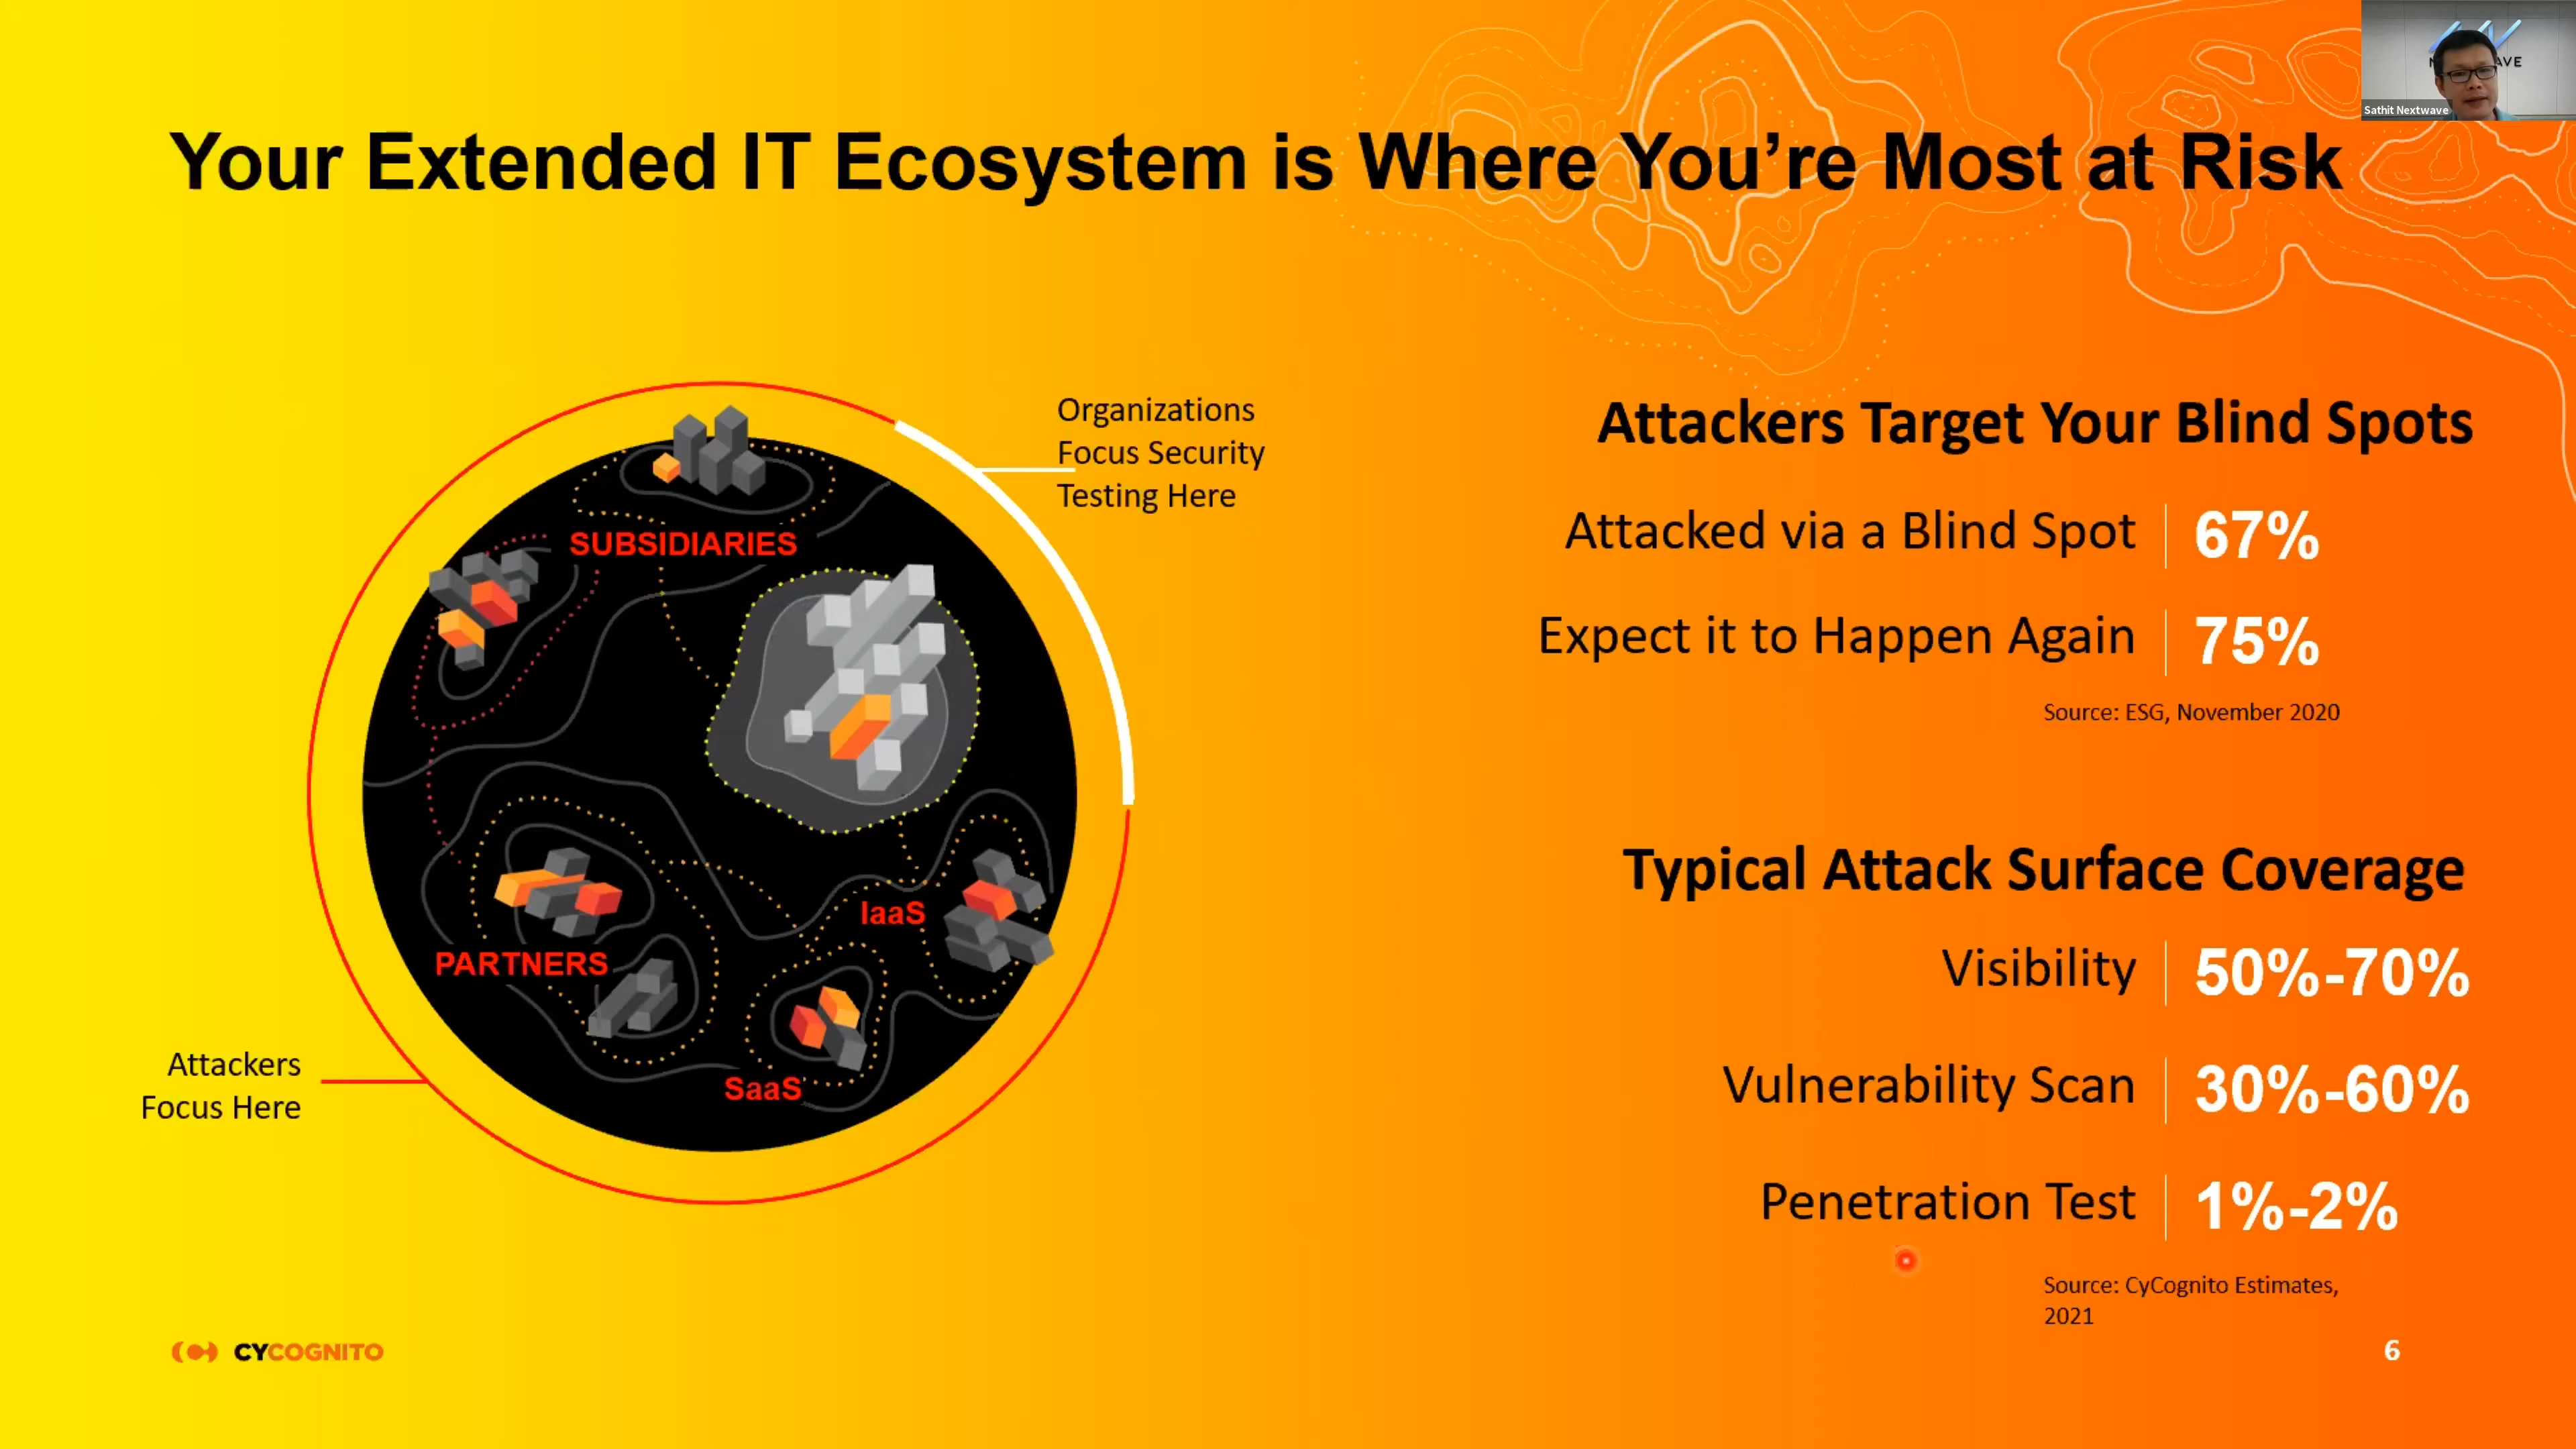 Your Extended IT Ecosystem is Where You’re Most at Risk
Sathit Nextwave
AVE
Organizations
Focus Security
Testing Here
SUBSIDIARIES
PARTNERS
IaaS
SaaS
Attackers
Focus Here
Attackers Target Your Blind Spots
Attacked via a Blind Spot 67%
Expect it to Happen Again 75%
Source: ESG, November 2020
Typical Attack Surface Coverage
Visibility 50%-70%
Vulnerability Scan 30%-60%
Penetration Test 1%-2%
Source: CyCognito Estimates,
2021
CYCOGNITO
6